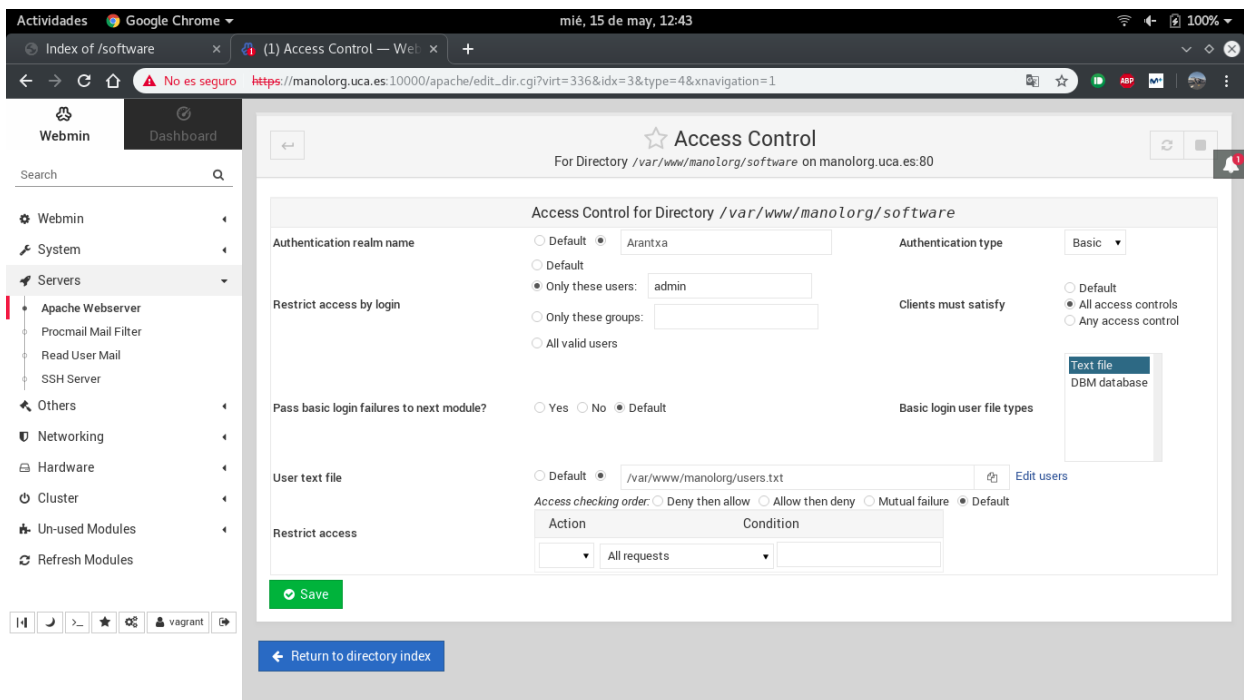 Actividades Google Chrome mié, 15 de may, 12:43 100%
Index of /software (1) Access Control — Web
No es seguro https://manolorg.uca.es:10000/apache/edit_dir.cgi?virt=336&idx=3&type=4&xnavigation=1 ABP
Webmin Dashboard
Search
Webmin
System
Servers
Apache Webserver
Procmail Mail Filter
Read User Mail
SSH Server
Others
Networking
Hardware
Cluster
Un-used Modules
Refresh Modules
vagrant
Access Control
For Directory /var/www/manolorg/software on manolorg.uca.es:80
1
Access Control for Directory /var/www/manolorg/software
Authentication realm name Default Arantxa Authentication type Basic
Restrict access by login
Default
Only these users: admin
Only these groups:
All valid users
Clients must satisfy
Default
All access controls
Any access control
Pass basic login failures to next module? Yes No Default
Basic login user file types
Text file
DBM database
User text file Default /var/www/manolorg/users.txt Edit users
Restrict access
Access checking order: Deny then allow Allow then deny Mutual failure Default
Action Condition
All requests
Save
Return to directory index